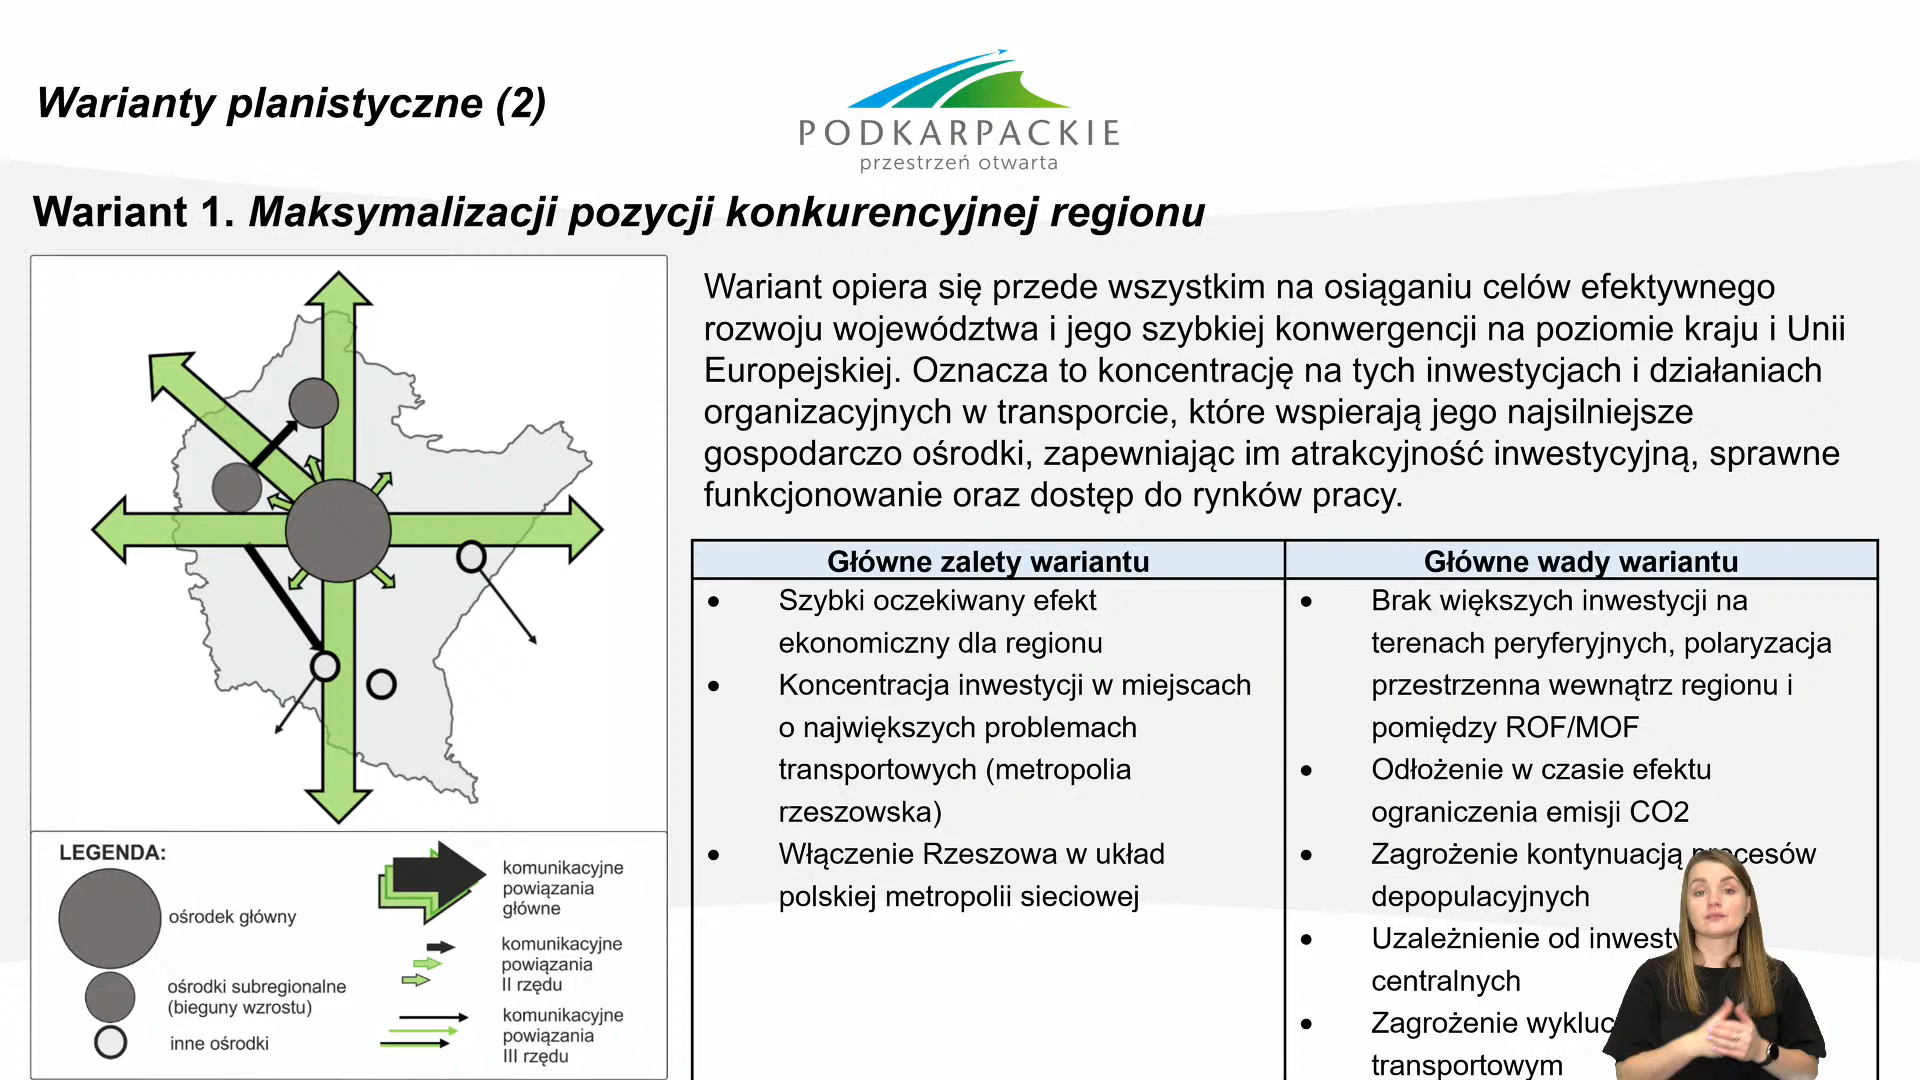 Warianty planistyczne (2)
PODKARPACKIE
przestrzeń otwarta
Wariant 1. Maksymalizacji pozycji konkurencyjnej regionu
Wariant opiera się przede wszystkim na osiąganiu celów efektywnego
rozwoju województwa i jego szybkiej konwergencji na poziomie kraju i Unii
Europejskiej. Oznacza to koncentrację na tych inwestycjach i działaniach
organizacyjnych w transporcie, które wspierają jego najsilniejsze
gospodarczo ośrodki, zapewniając im atrakcyjność inwestycyjną, sprawne
funkcjonowanie oraz dostęp do rynków pracy.
Główne zalety wariantu
• Szybki oczekiwany efekt
ekonomiczny dla regionu
• Koncentracja inwestycji w miejscach
o największych problemach
transportowych (metropolia
rzeszowska)
• Włączenie Rzeszowa w układ
polskiej metropolii sieciowej
Główne wady wariantu
• Brak większych inwestycji na
terenach peryferyjnych, polaryzacja
przestrzenna wewnątrz regionu i
pomiędzy ROF/MOF
• Odłożenie w czasie efektu
ograniczenia emisji CO2
• Zagrożenie kontynuacją procesów
depopulacyjnych
• Uzależnienie od
centralnych
• Zagrożenie
transportowym
LEGENDA:
ośrodek główny
ośrodki subregionalne
(bieguny wzrostu)
inne ośrodki
komunikacyjne
powiązania
główne
komunikacyjne
powiązania
II rzędu
komunikacyjne
powiązania
III rzędu